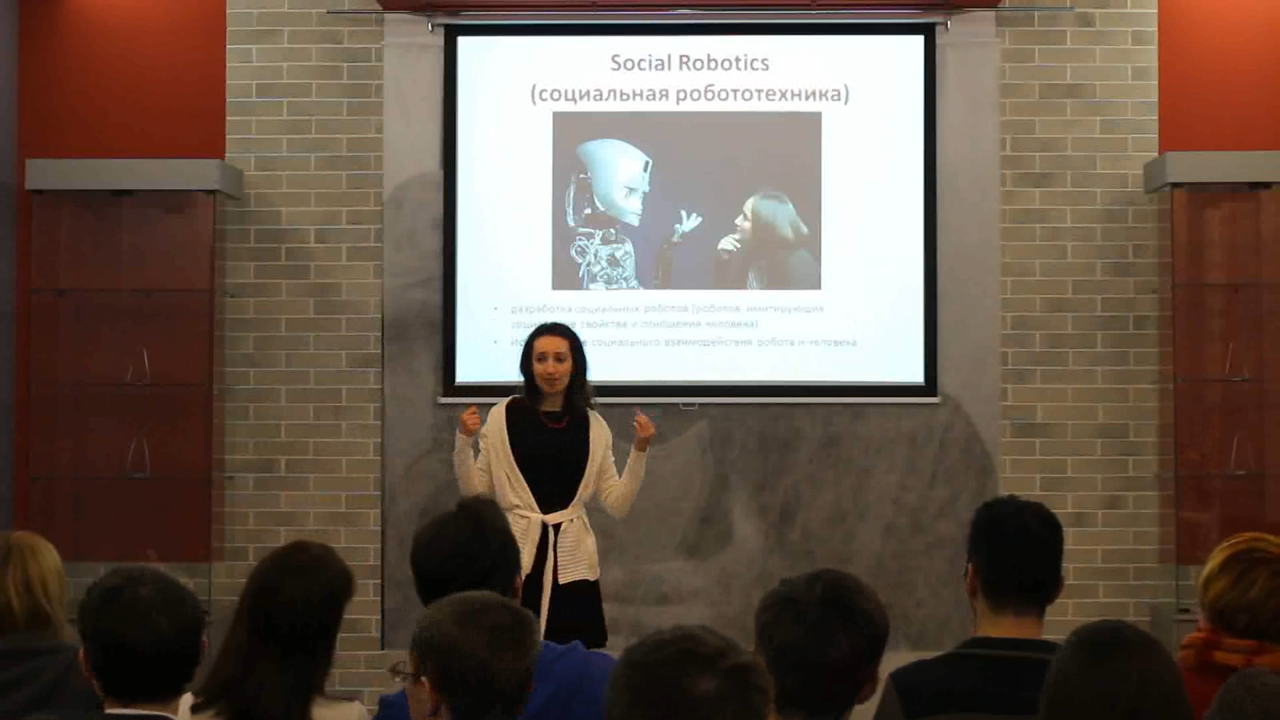 Social Robotics
(социальная робототехника)
• разработка социальных роботов (роботов, имитирующих
свойства и отношения человека)
• социального взаимодействия робота и человека